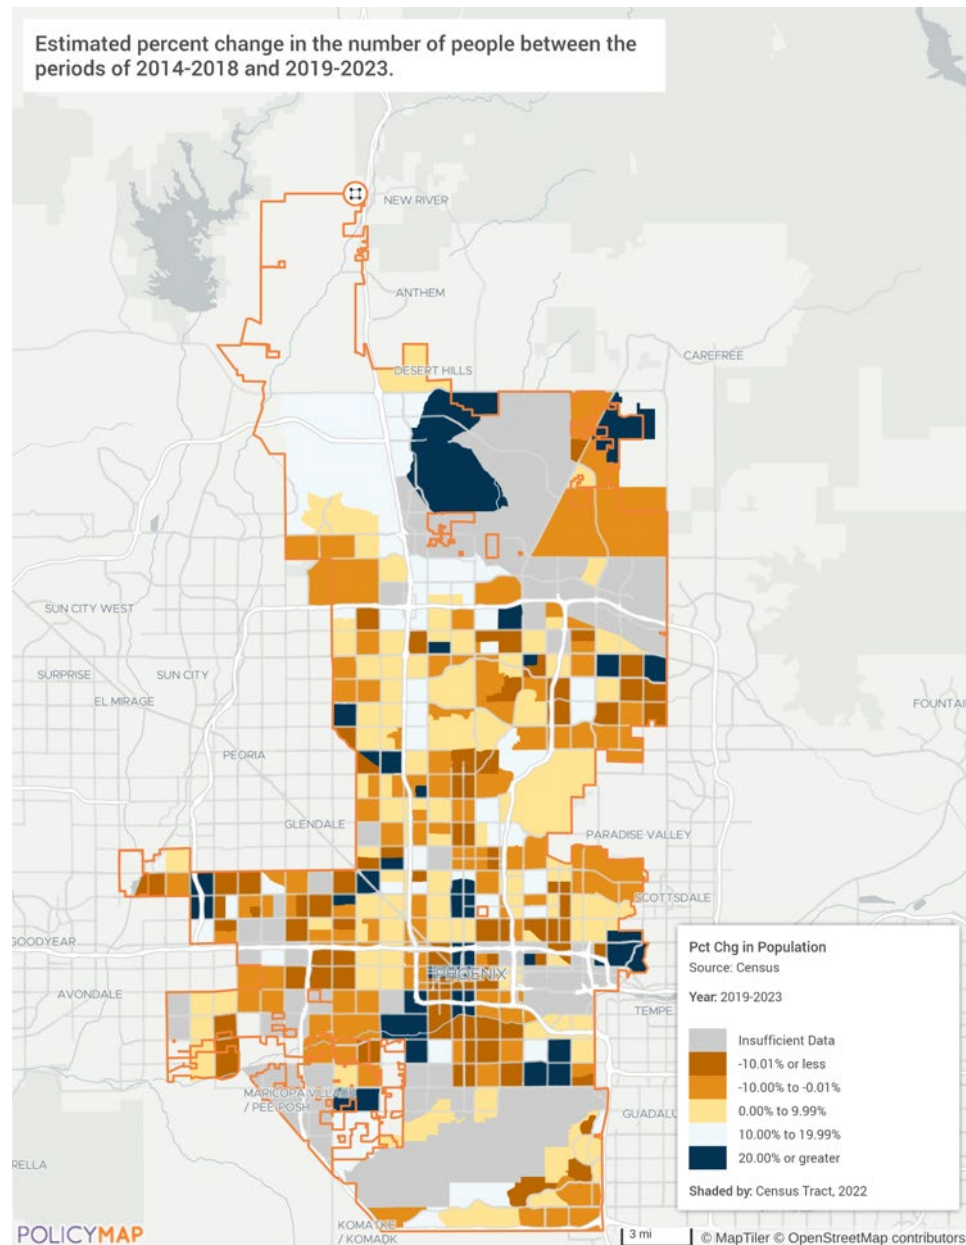 Estimated percent change in the number of people between the
periods of 2014-2018 and 2019-2023.
NEW RIVER
ANTHEM
DESERT HILLS
CAREFREE
SUN CITY WEST
SURPRISE
SUN CITY
EL MIRAGE
FOUNTAI
PEORIA
GLENDALE
PARADISE VALLEY
SCOTTSDALE
GOODYEAR
PHOENIX
AVONDALE
TEMPE
MARICOPA VILLAGE
/ PEE-POSH
GUADALU
RELLA
KOMATKE
/ KOMADK
Pct Chg in Population
Source: Census
Year: 2019-2023
Insufficient Data
-10.01% or less
-10.00% to -0.01%
0.00% to 9.99%
10.00% to 19.99%
20.00% or greater
Shaded by: Census Tract, 2022
POLICYMAP
3 mi
© MapTiler © OpenStreetMap contributors